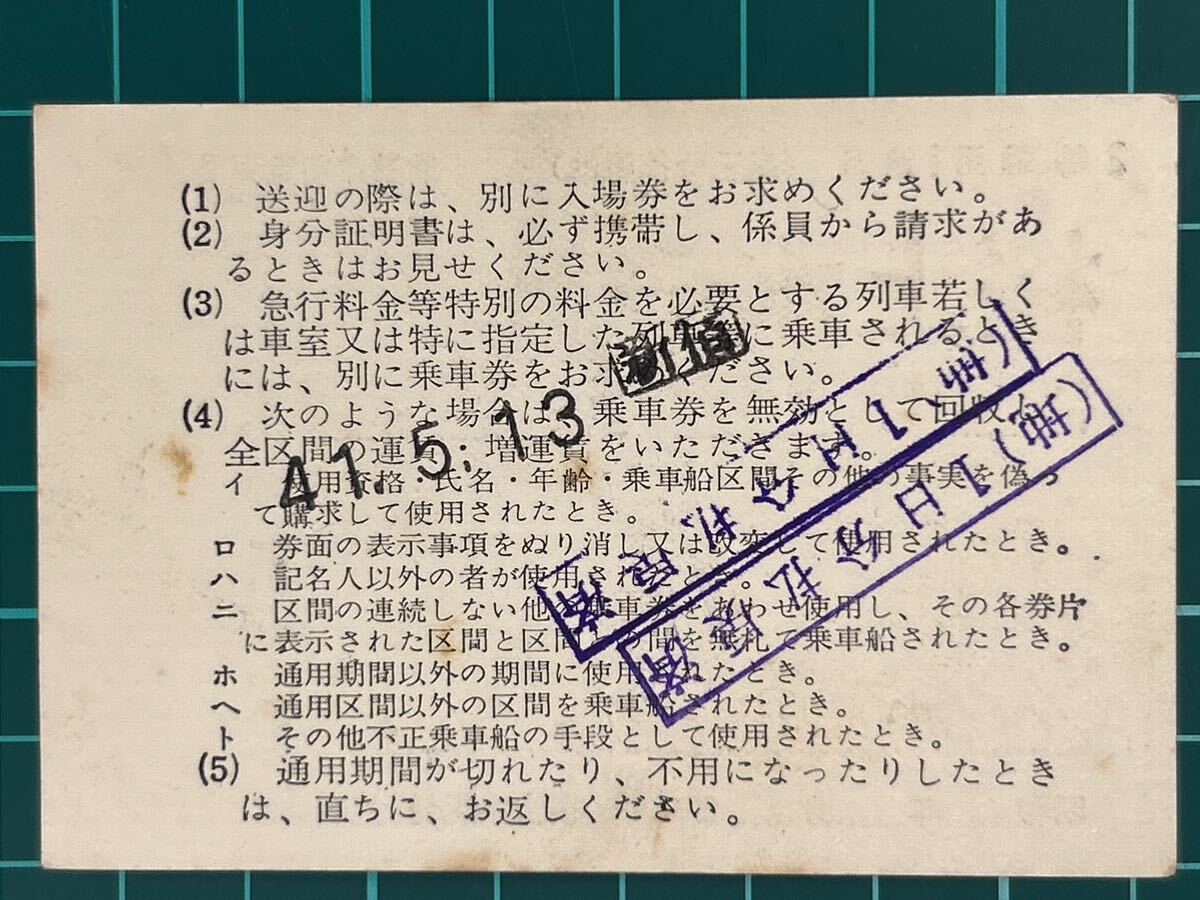 (1) 送迎の際は、別に入場券をお求めください。
(2) 身分証明書は、必ず携帯し、係員から請求があ
るときはお見せください。
(3) 急行料金等特別の料金を必要とする列車若しく
は車室又は特に指定した列車等に乗車されるとき
には、別に乗車券をお求めください。
(4) 次のような場合は、乗車券を無効として回収し
全区間の運賃・増運賃をいただきます。
イ 使用資格・氏名・年齢・乗車船区間その他の事実を偽っ
て購求して使用されたとき。
ロ 券面の表示事項をぬり消し又は改変して使用されたとき。
ハ 記名人以外の者が使用されたとき。
ニ 区間の連続しない他の乗車券をあわせ使用し、その各券片
に表示された区間と区間との間を無札で乗車船されたとき。
ホ 通用期間以外の期間に使用されたとき。
ヘ 通用区間以外の区間を乗車船されたとき。
ト その他不正乗車船の手段として使用されたとき。
(5) 通用期間が切れたり、不用になったりしたとき
は、直ちに、お返しください。
41.5.13
1日分払戻済
1日分払戻済